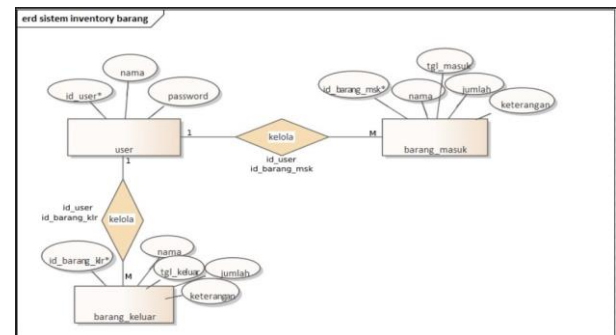 erd sistem inventory barang
nama
id_user*
password
user
1
kelola
id_user
id_barang_msk
M
tgl_masuk
id_barang_msk*
nama
jumlah
keterangan
barang_masuk
1
id_user
id_barang_klr
kelola
M
id_barang_klr*
nama
tgl_keluar
jumlah
keterangan
barang_keluar